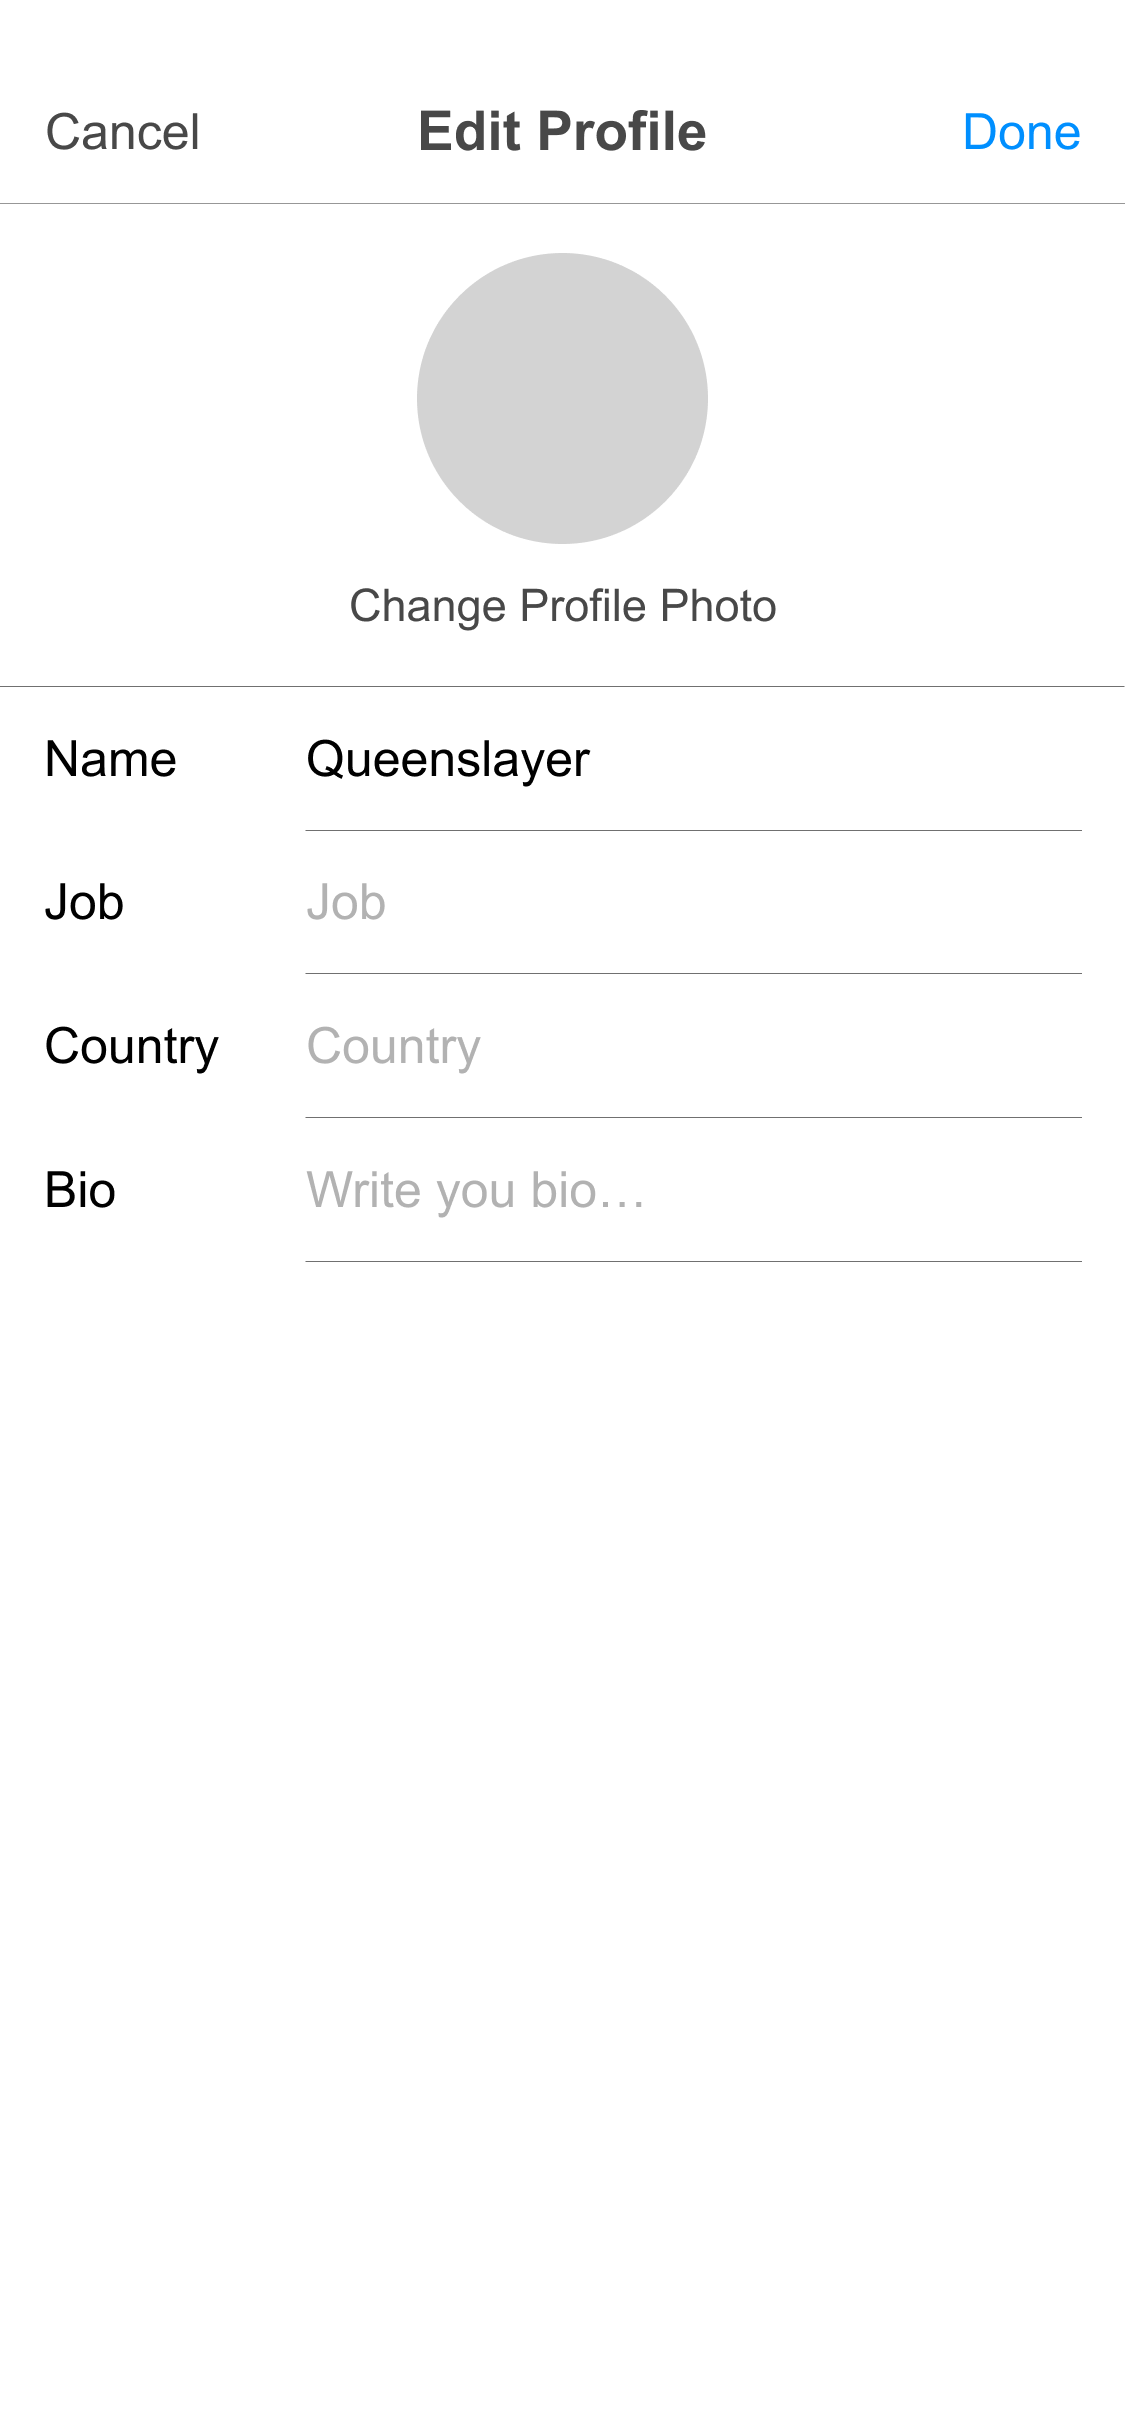 Cancel Edit Profile Done
Change Profile Photo
Name Queenslayer
Job Job
Country Country
Bio Write you bio…